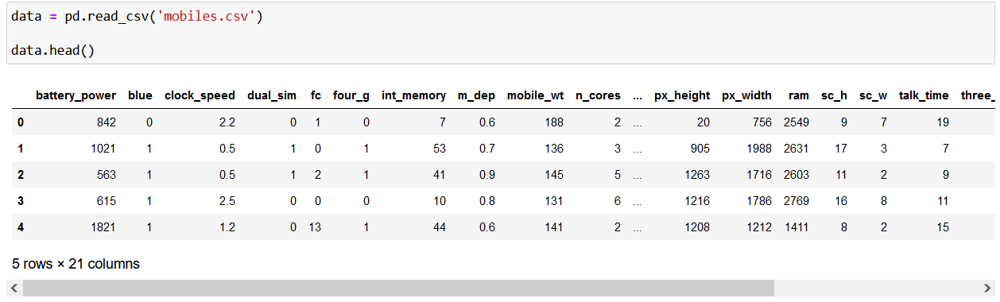 data = pd.read_csv('mobiles.csv')
data.head()
battery_power blue clock_speed dual_sim fc four_g int_memory m_dep mobile_wt n_cores ... px_height px_width ram sc_h sc_w talk_time three_
0 842 0 2.2 0 1 0 7 0.6 188 2 ... 20 756 2549 9 7 19
1 1021 1 0.5 1 0 1 53 0.7 136 3 ... 905 1988 2631 17 3 7
2 563 1 0.5 1 2 1 41 0.9 145 5 ... 1263 1716 2603 11 2 9
3 615 1 2.5 0 0 0 10 0.8 131 6 ... 1216 1786 2769 16 8 11
4 1821 1 1.2 0 13 1 44 0.6 141 2 ... 1208 1212 1411 8 2 15
5 rows × 21 columns